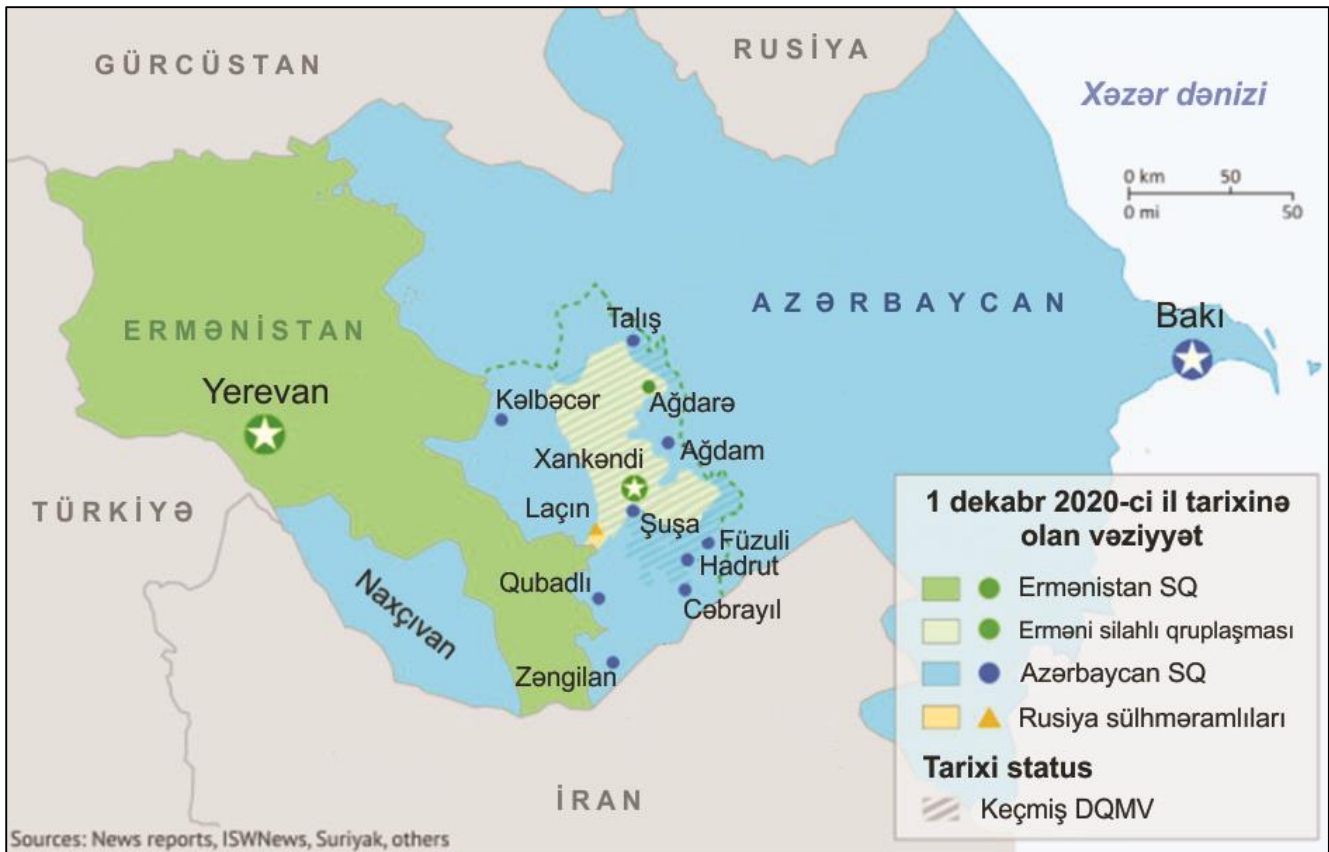 GÜRCÜSTAN
RUSİYA
Xəzər dənizi
0 km 50
0 mi 50
AZƏRBAYCAN
Bakı
ERMƏNİSTAN
Yerevan
Talış
Kəlbəcər
Ağdarə
Ağdam
Xankəndi
Laçın
Şuşa
Füzuli
Hadrut
Qubadlı
Cəbrayıl
TÜRKİYƏ
Naxçıvan
Zəngilan
İRAN
1 dekabr 2020-ci il tarixinə
olan vəziyyət
Ermənistan SQ
Erməni silahlı qruplaşması
Azərbaycan SQ
Rusiya sülhməramlıları
Tarixi status
Keçmiş DQMV
Sources: News reports, ISWNews, Suriyak, others